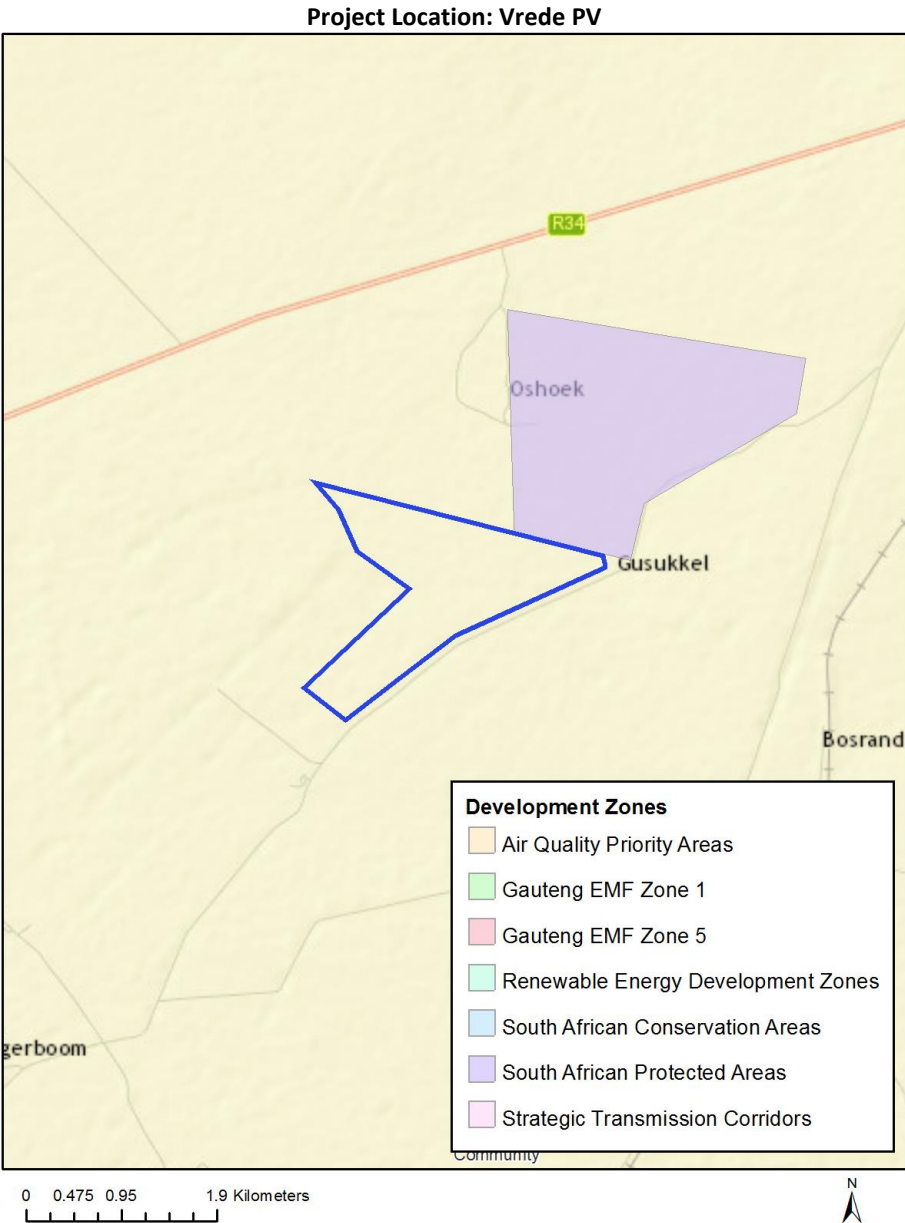 Project Location: Vrede PV
R34
Oshoek
Gusukkel
Bosrand
gerboom
Development Zones
Air Quality Priority Areas
Gauteng EMF Zone 1
Gauteng EMF Zone 5
Renewable Energy Development Zones
South African Conservation Areas
South African Protected Areas
Strategic Transmission Corridors
Community
0 0.475 0.95 1.9 Kilometers
N